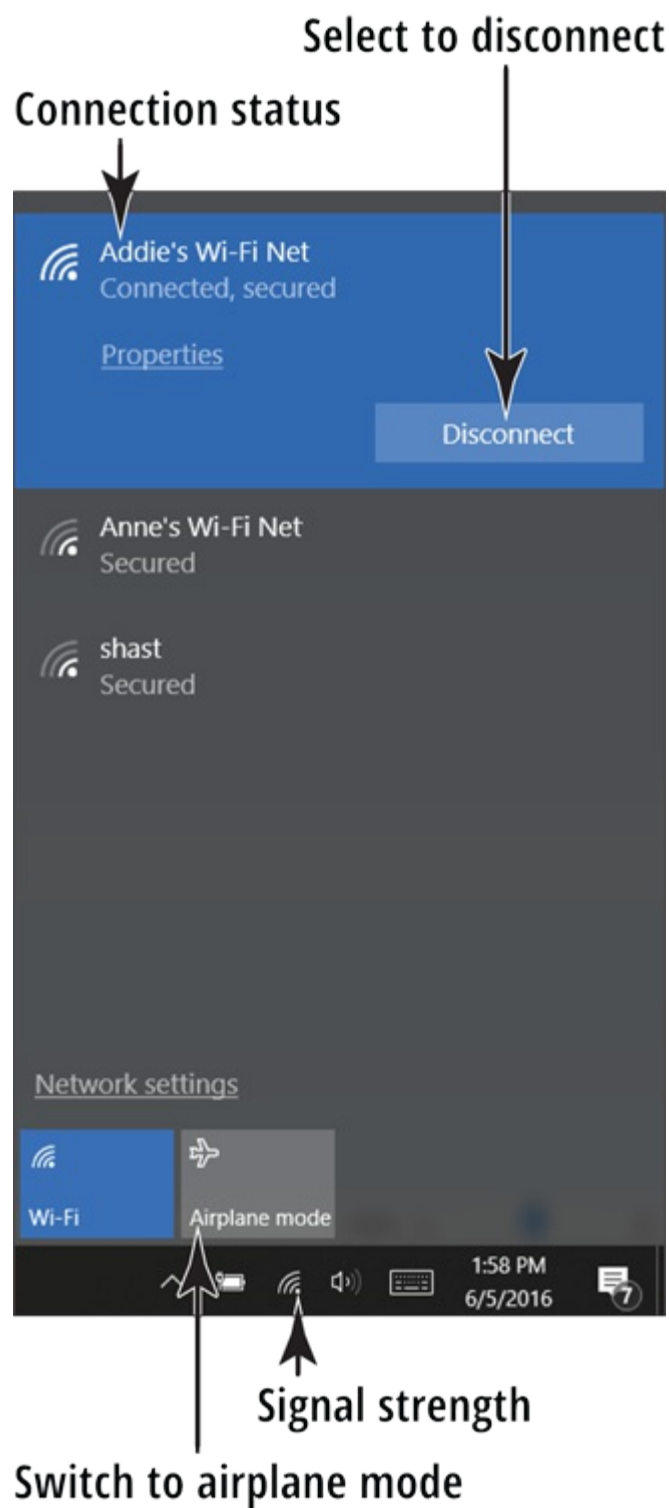 Select to disconnect
Connection status
Addie's Wi-Fi Net
Connected, secured
Properties
Disconnect
Anne's Wi-Fi Net
Secured
shast
Secured
Network settings
Wi-Fi
Airplane mode
1:58 PM
6/5/2016
7
Signal strength
Switch to airplane mode